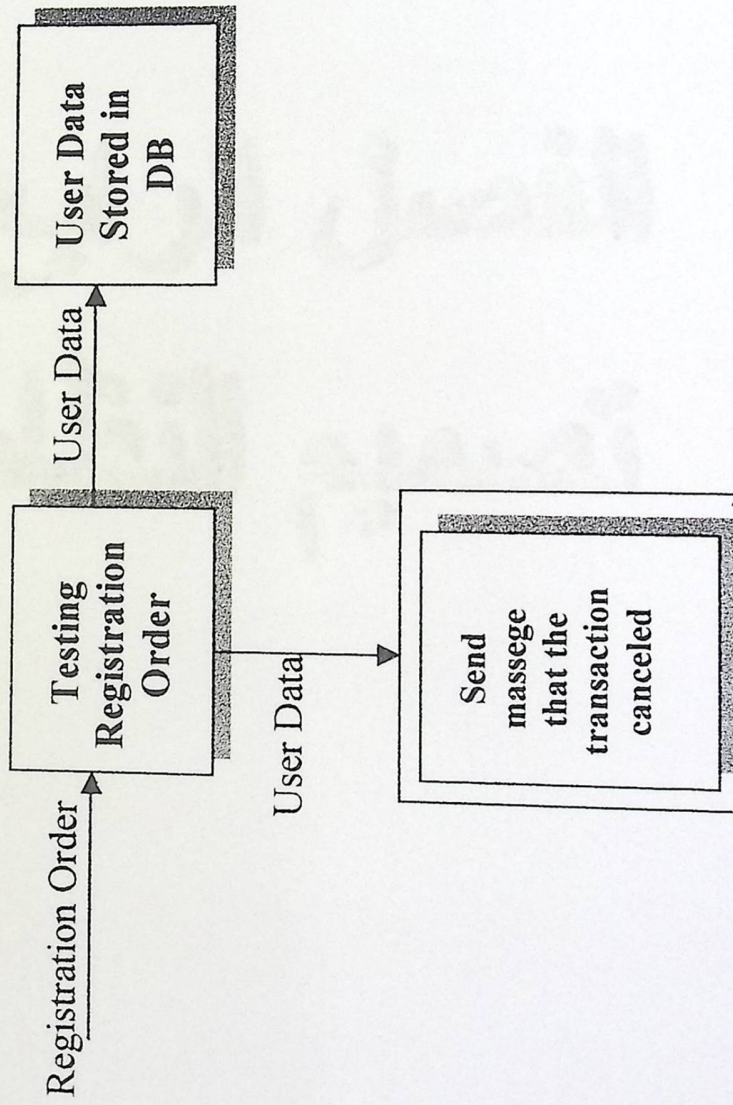 Registration Order
Testing
Registration
Order
User Data
User Data
Stored in
DB
User Data
Send
massege
that the
transaction
canceled